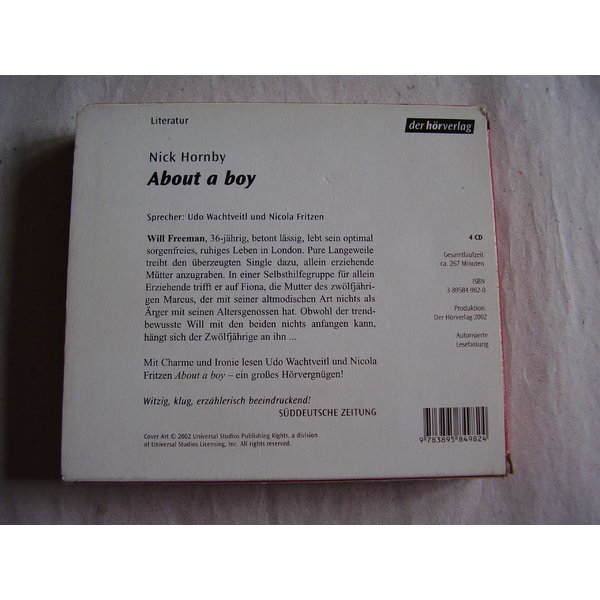 Literatur
der hörverlag
Nick Hornby
About a boy
Sprecher: Udo Wachtveitl und Nicola Fritzen
Will Freeman, 36-jährig, betont lässig, lebt sein optimal
sorgenfreies, ruhiges Leben in London. Pure Langeweile
treibt den überzeugten Single dazu, allein erziehende
Mütter anzugraben. In einer Selbsthilfegruppe für allein
Erziehende trifft er auf Fiona, die Mutter des zwölfjähri-
gen Marcus, der mit seiner altmodischen Art nichts als
Ärger mit seinen Altersgenossen hat. Obwohl der trend-
bewusste Will mit den beiden nichts anfangen kann,
hängt sich der Zwölfjährige an ihn ...
Mit Charme und Ironie lesen Udo Wachtveitl und Nicola
Fritzen About a boy – ein großes Hörvergnügen!
Witzig, klug, erzählerisch beeindruckend!
SÜDDEUTSCHE ZEITUNG
Cover Art © 2002 Universal Studios Publishing Rights, a division
of Universal Studios Licensing, Inc. All rights reserved.
4 CD
Gesamtlaufzeit
ca. 267 Minuten
ISBN
3-89584-982-0
Produktion:
Der Hörverlag 2002
Autorisierte
Lesefassung
9 783895 849824